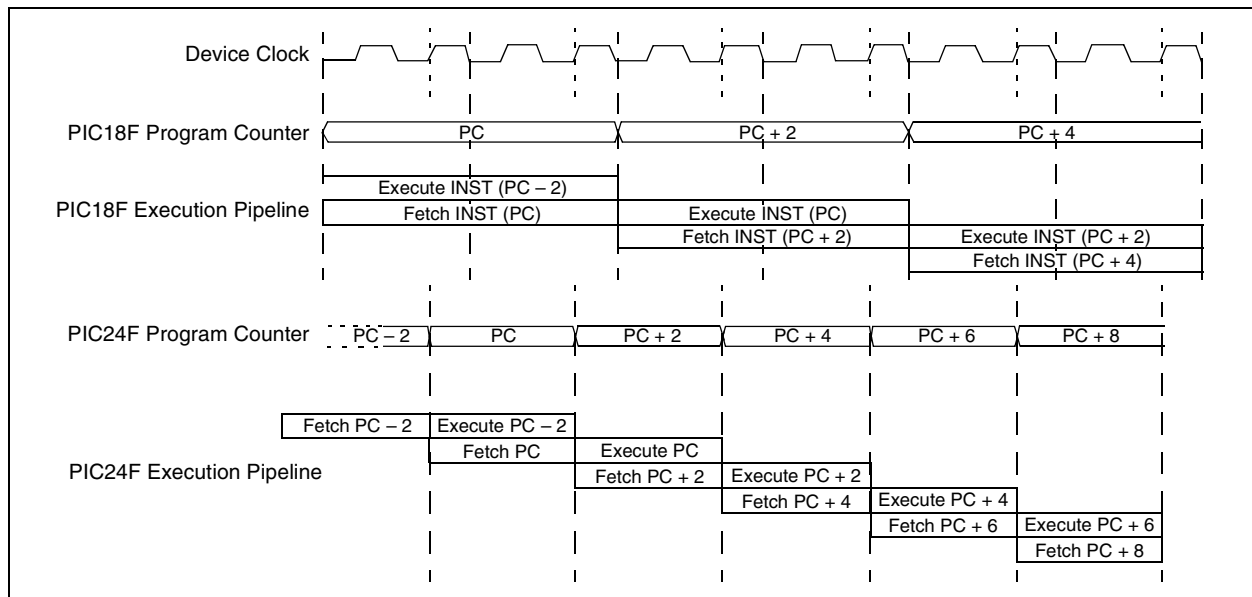 Device Clock
PIC18F Program Counter
PC
PC + 2
PC + 4
PIC18F Execution Pipeline
Execute INST (PC – 2)
Fetch INST (PC)
Execute INST (PC)
Fetch INST (PC + 2)
Execute INST (PC + 2)
Fetch INST (PC + 4)
PIC24F Program Counter
PC – 2
PC
PC + 2
PC + 4
PC + 6
PC + 8
PIC24F Execution Pipeline
Fetch PC – 2
Execute PC – 2
Fetch PC
Execute PC
Fetch PC + 2
Execute PC + 2
Fetch PC + 4
Execute PC + 4
Fetch PC + 6
Execute PC + 6
Fetch PC + 8